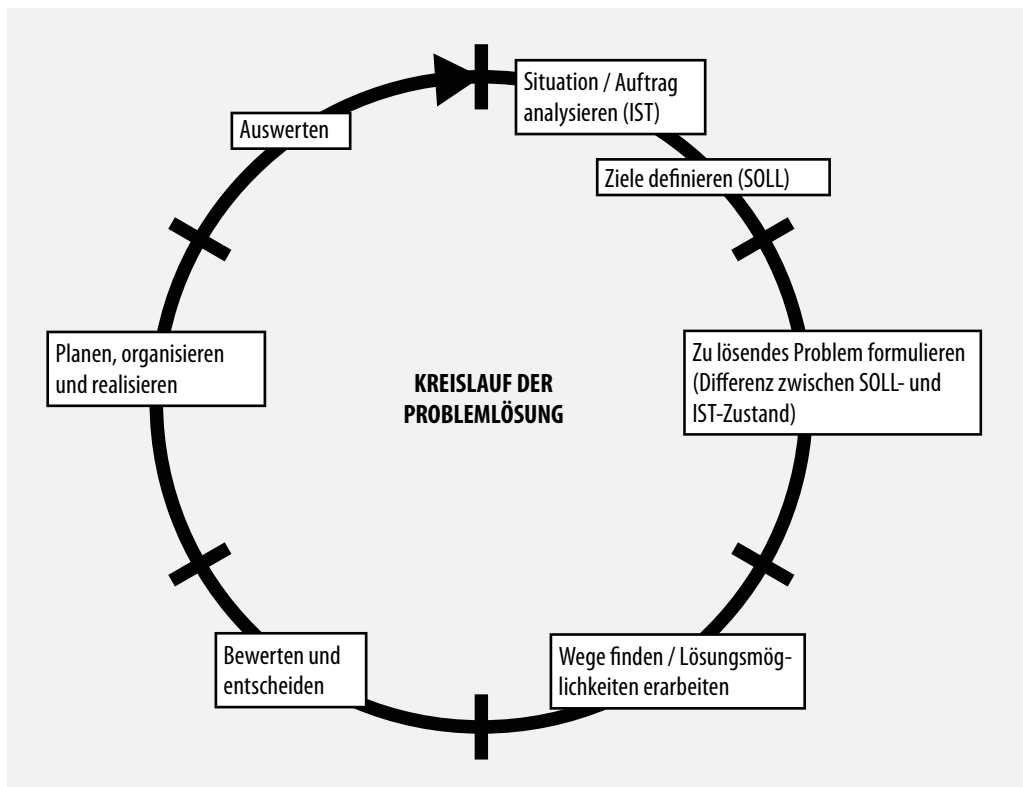 Situation / Auftrag
analysieren (IST)
Ziele definieren (SOLL)
Zu lösendes Problem formulieren
(Differenz zwischen SOLL- und
IST-Zustand)
Wege finden / Lösungsmög-
lichkeiten erarbeiten
Bewerten und
entscheiden
Planen, organisieren
und realisieren
Auswerten
KREISLAUF DER
PROBLEMLÖSUNG